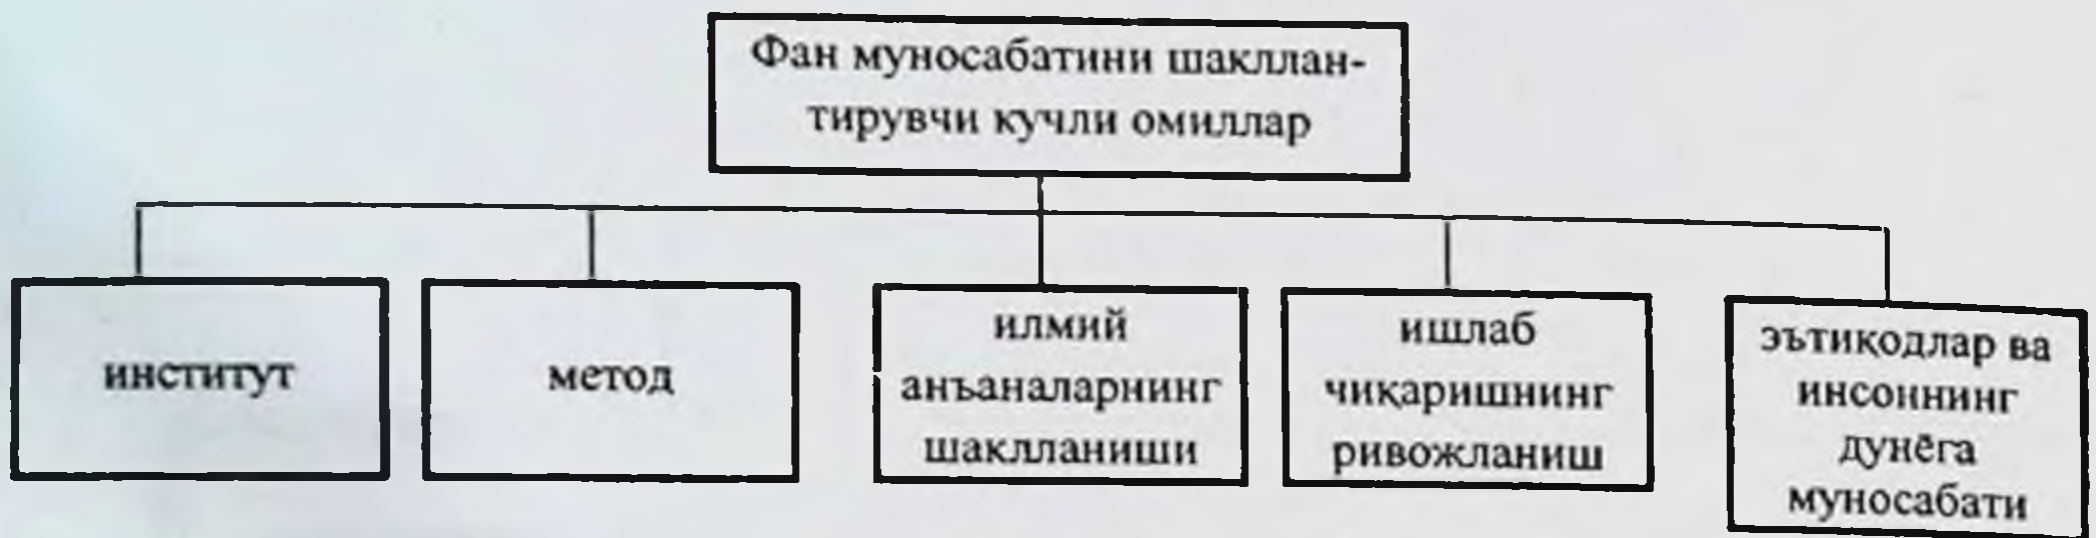 Фан муносабатини шакллан-
тирувчи кучли омиллар
институт
метод
илмий
анъаналарнинг
шаклланиши
ишлаб
чиқаришнинг
ривожланиш
эътиқодлар ва
инсоннинг
дунёга
муносабати